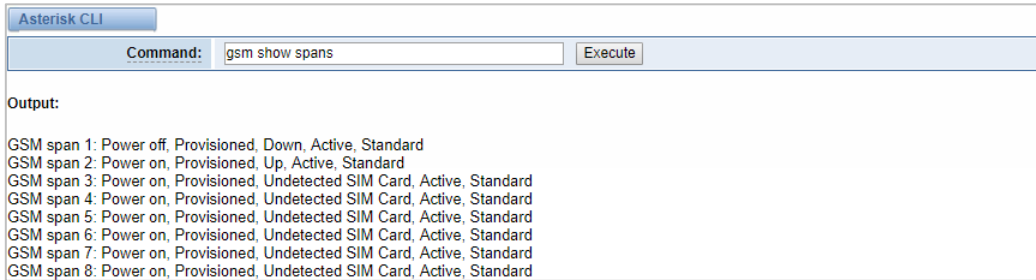 Asterisk CLI
Command: gsm show spans Execute
Output:
GSM span 1: Power off, Provisioned, Down, Active, Standard
GSM span 2: Power on, Provisioned, Up, Active, Standard
GSM span 3: Power on, Provisioned, Undetected SIM Card, Active, Standard
GSM span 4: Power on, Provisioned, Undetected SIM Card, Active, Standard
GSM span 5: Power on, Provisioned, Undetected SIM Card, Active, Standard
GSM span 6: Power on, Provisioned, Undetected SIM Card, Active, Standard
GSM span 7: Power on, Provisioned, Undetected SIM Card, Active, Standard
GSM span 8: Power on, Provisioned, Undetected SIM Card, Active, Standard